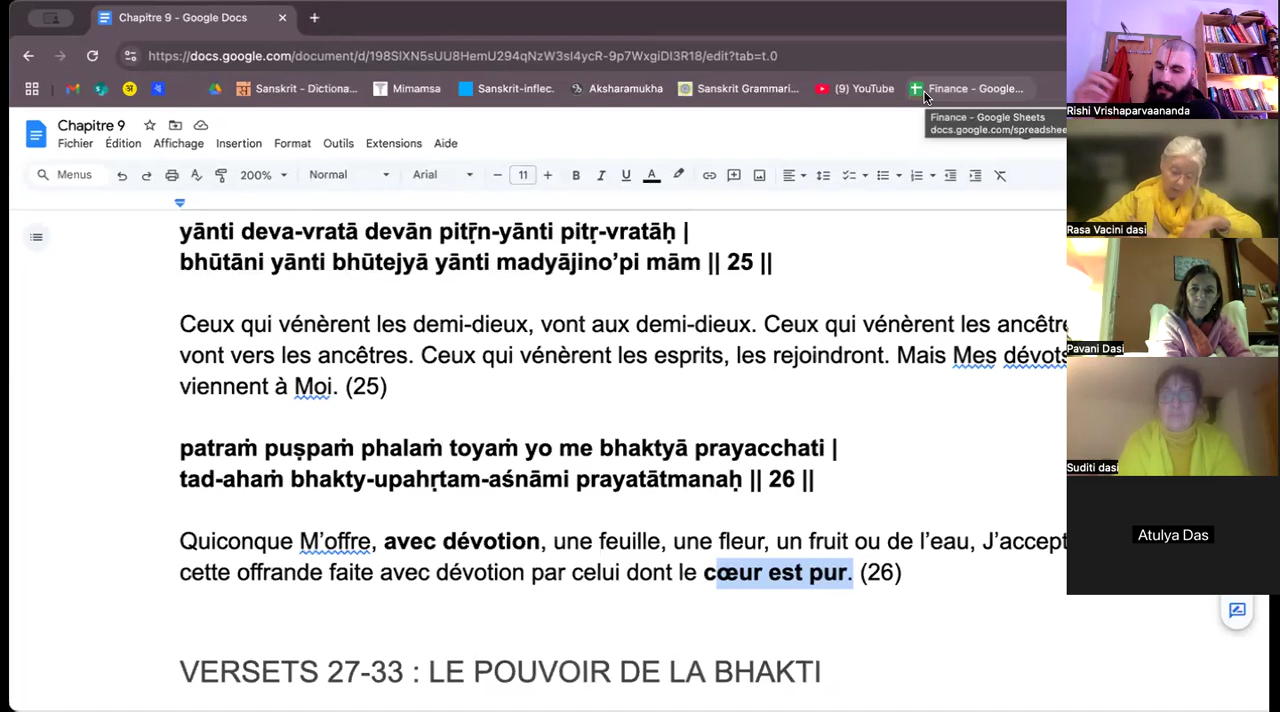 Chapitre 9 - Google Docs
https://docs.google.com/document/d/198SIXN5sUU8HemU294qNzW3sI4ycR-9p7WxgiDI3R18/edit?tab=t.0
Sanskrit - Dictiona...
Mimamsa
Sanskrit-inflec.
Aksharamukha
Sanskrit Grammari...
(9) YouTube
Finance - Google...
Finance - Google Sheets
docs.google.com/spreadshee
Chapitre 9
Fichier Édition Affichage Insertion Format Outils Extensions Aide
Menus 200% Normal Arial 11
yānti deva-vratā devān pitṝn-yānti pitṛ-vratāḥ |
bhūtāni yānti bhūtejyā yānti madyājino’pi mām || 25 ||
Ceux qui vénèrent les demi-dieux, vont aux demi-dieux. Ceux qui vénèrent les ancêtre
vont vers les ancêtres. Ceux qui vénèrent les esprits, les rejoindront. Mais Mes dévots
viennent à Moi. (25)
patraṁ puṣpaṁ phalaṁ toyaṁ yo me bhaktyā prayacchati |
tad-ahaṁ bhakty-upahṛtam-aśnāmi prayatātmanaḥ || 26 ||
Quiconque M’offre, avec dévotion, une feuille, une fleur, un fruit ou de l’eau, J’accept
cette offrande faite avec dévotion par celui dont le cœur est pur. (26)
VERSETS 27-33 : LE POUVOIR DE LA BHAKTI
Rishi Vrishaparvaananda
Rasa Vacini dasi
Pavani Dasi
Suditi dasi
Atulya Das